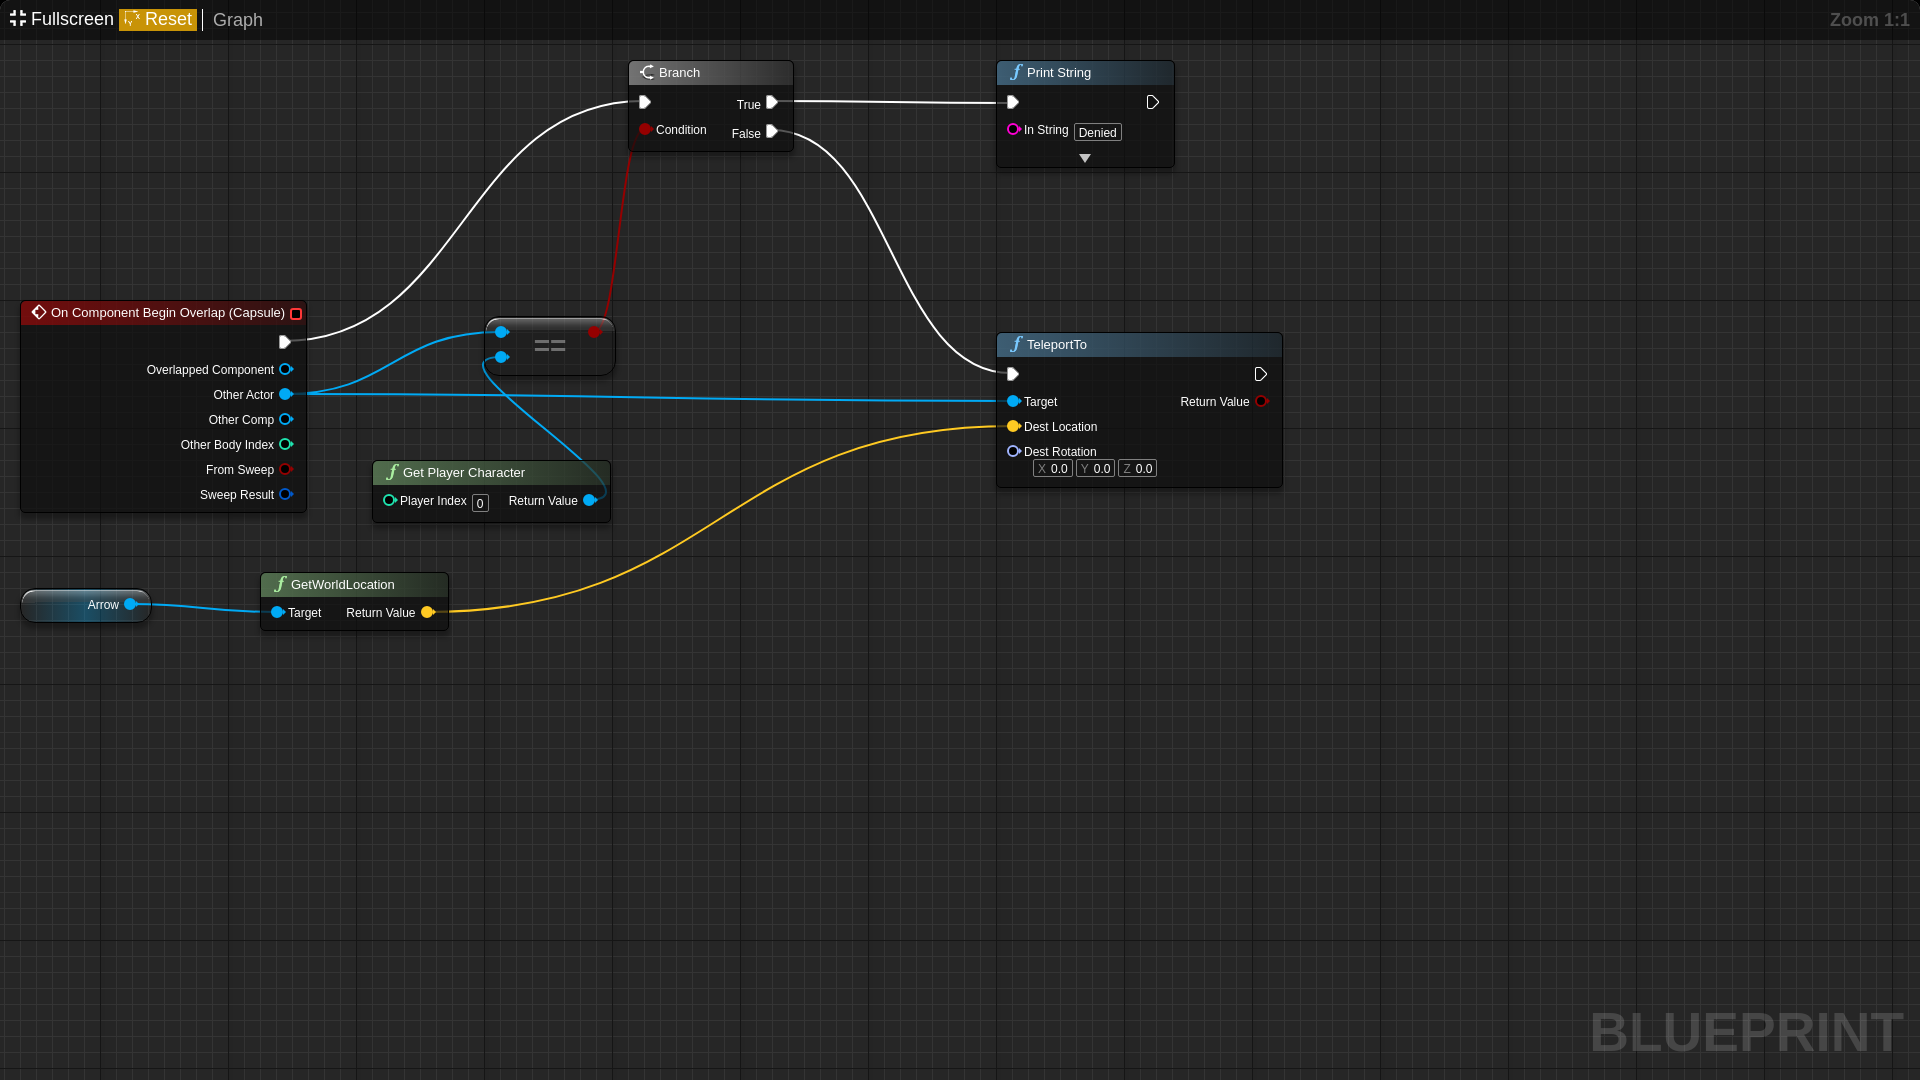 Fullscreen Reset Graph Zoom 1:1
Branch
True
Condition
False
Print String
In String Denied
On Component Begin Overlap (Capsule)
Overlapped Component
Other Actor
Other Comp
Other Body Index
From Sweep
Sweep Result
==
TeleportTo
Target Return Value
Dest Location
Dest Rotation
X 0.0 Y 0.0 Z 0.0
Get Player Character
Player Index 0 Return Value
Arrow
GetWorldLocation
Target Return Value
BLUEPRINT